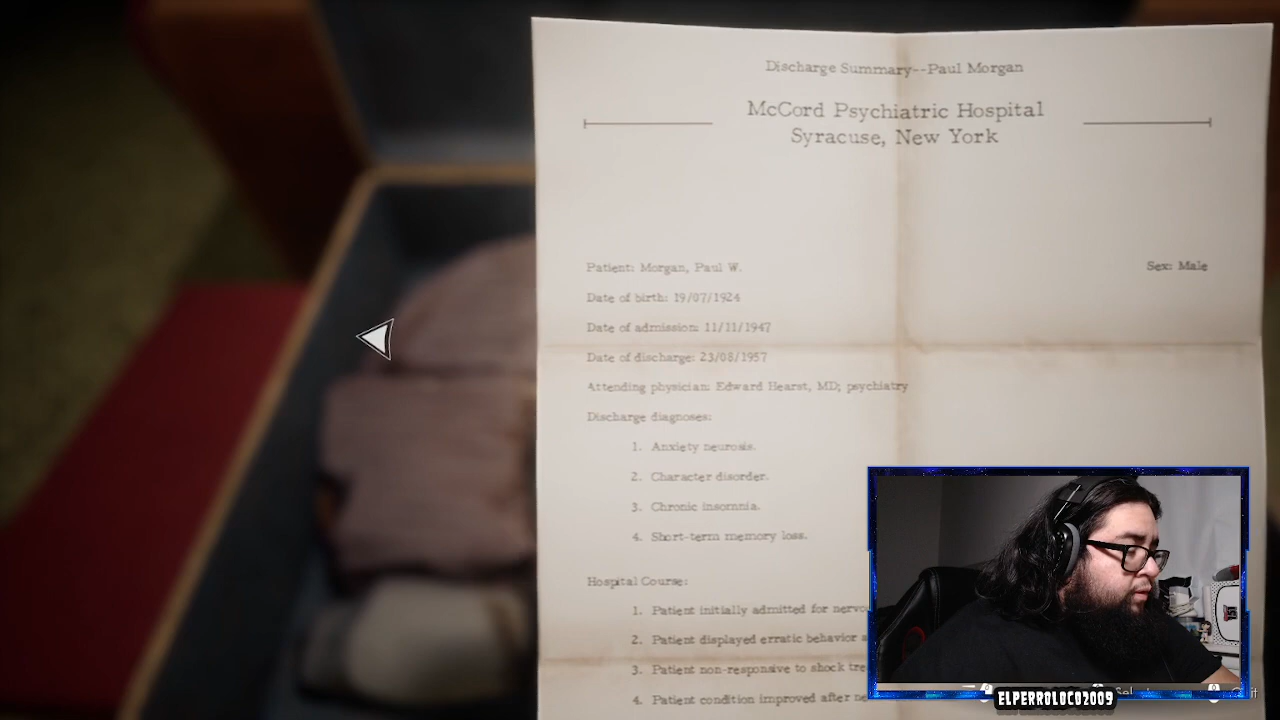 Discharge Summary--Paul Morgan
McCord Psychiatric Hospital
Syracuse, New York
Patient: Morgan, Paul W.
Sex: Male
Date of birth: 19/07/1924
Date of admission: 11/11/1947
Date of discharge: 23/08/1957
Attending physician: Edward Hearst, MD; psychiatry
Discharge diagnoses:
1. Anxiety neurosis.
2. Character disorder.
3. Chronic insomnia.
4. Short-term memory loss.
Hospital Course:
1. Patient initially admitted for
2. Patient displayed erratic behavior
3. Patient non-responsive to shock
4. Patient condition improved after
ELPERROLOCO2009